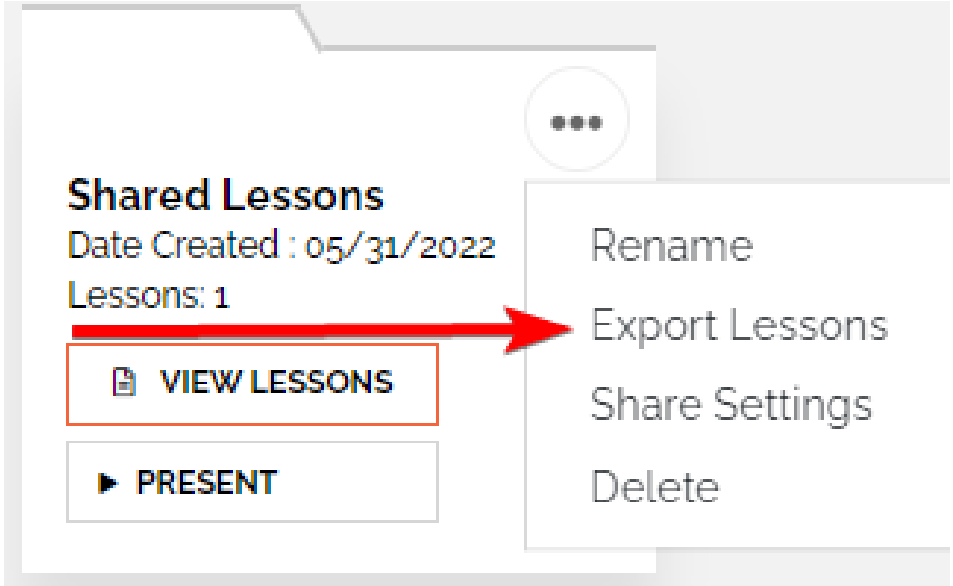 Shared Lessons
Date Created : 05/31/2022
Lessons: 1
VIEW LESSONS
PRESENT
Rename
Export Lessons
Share Settings
Delete